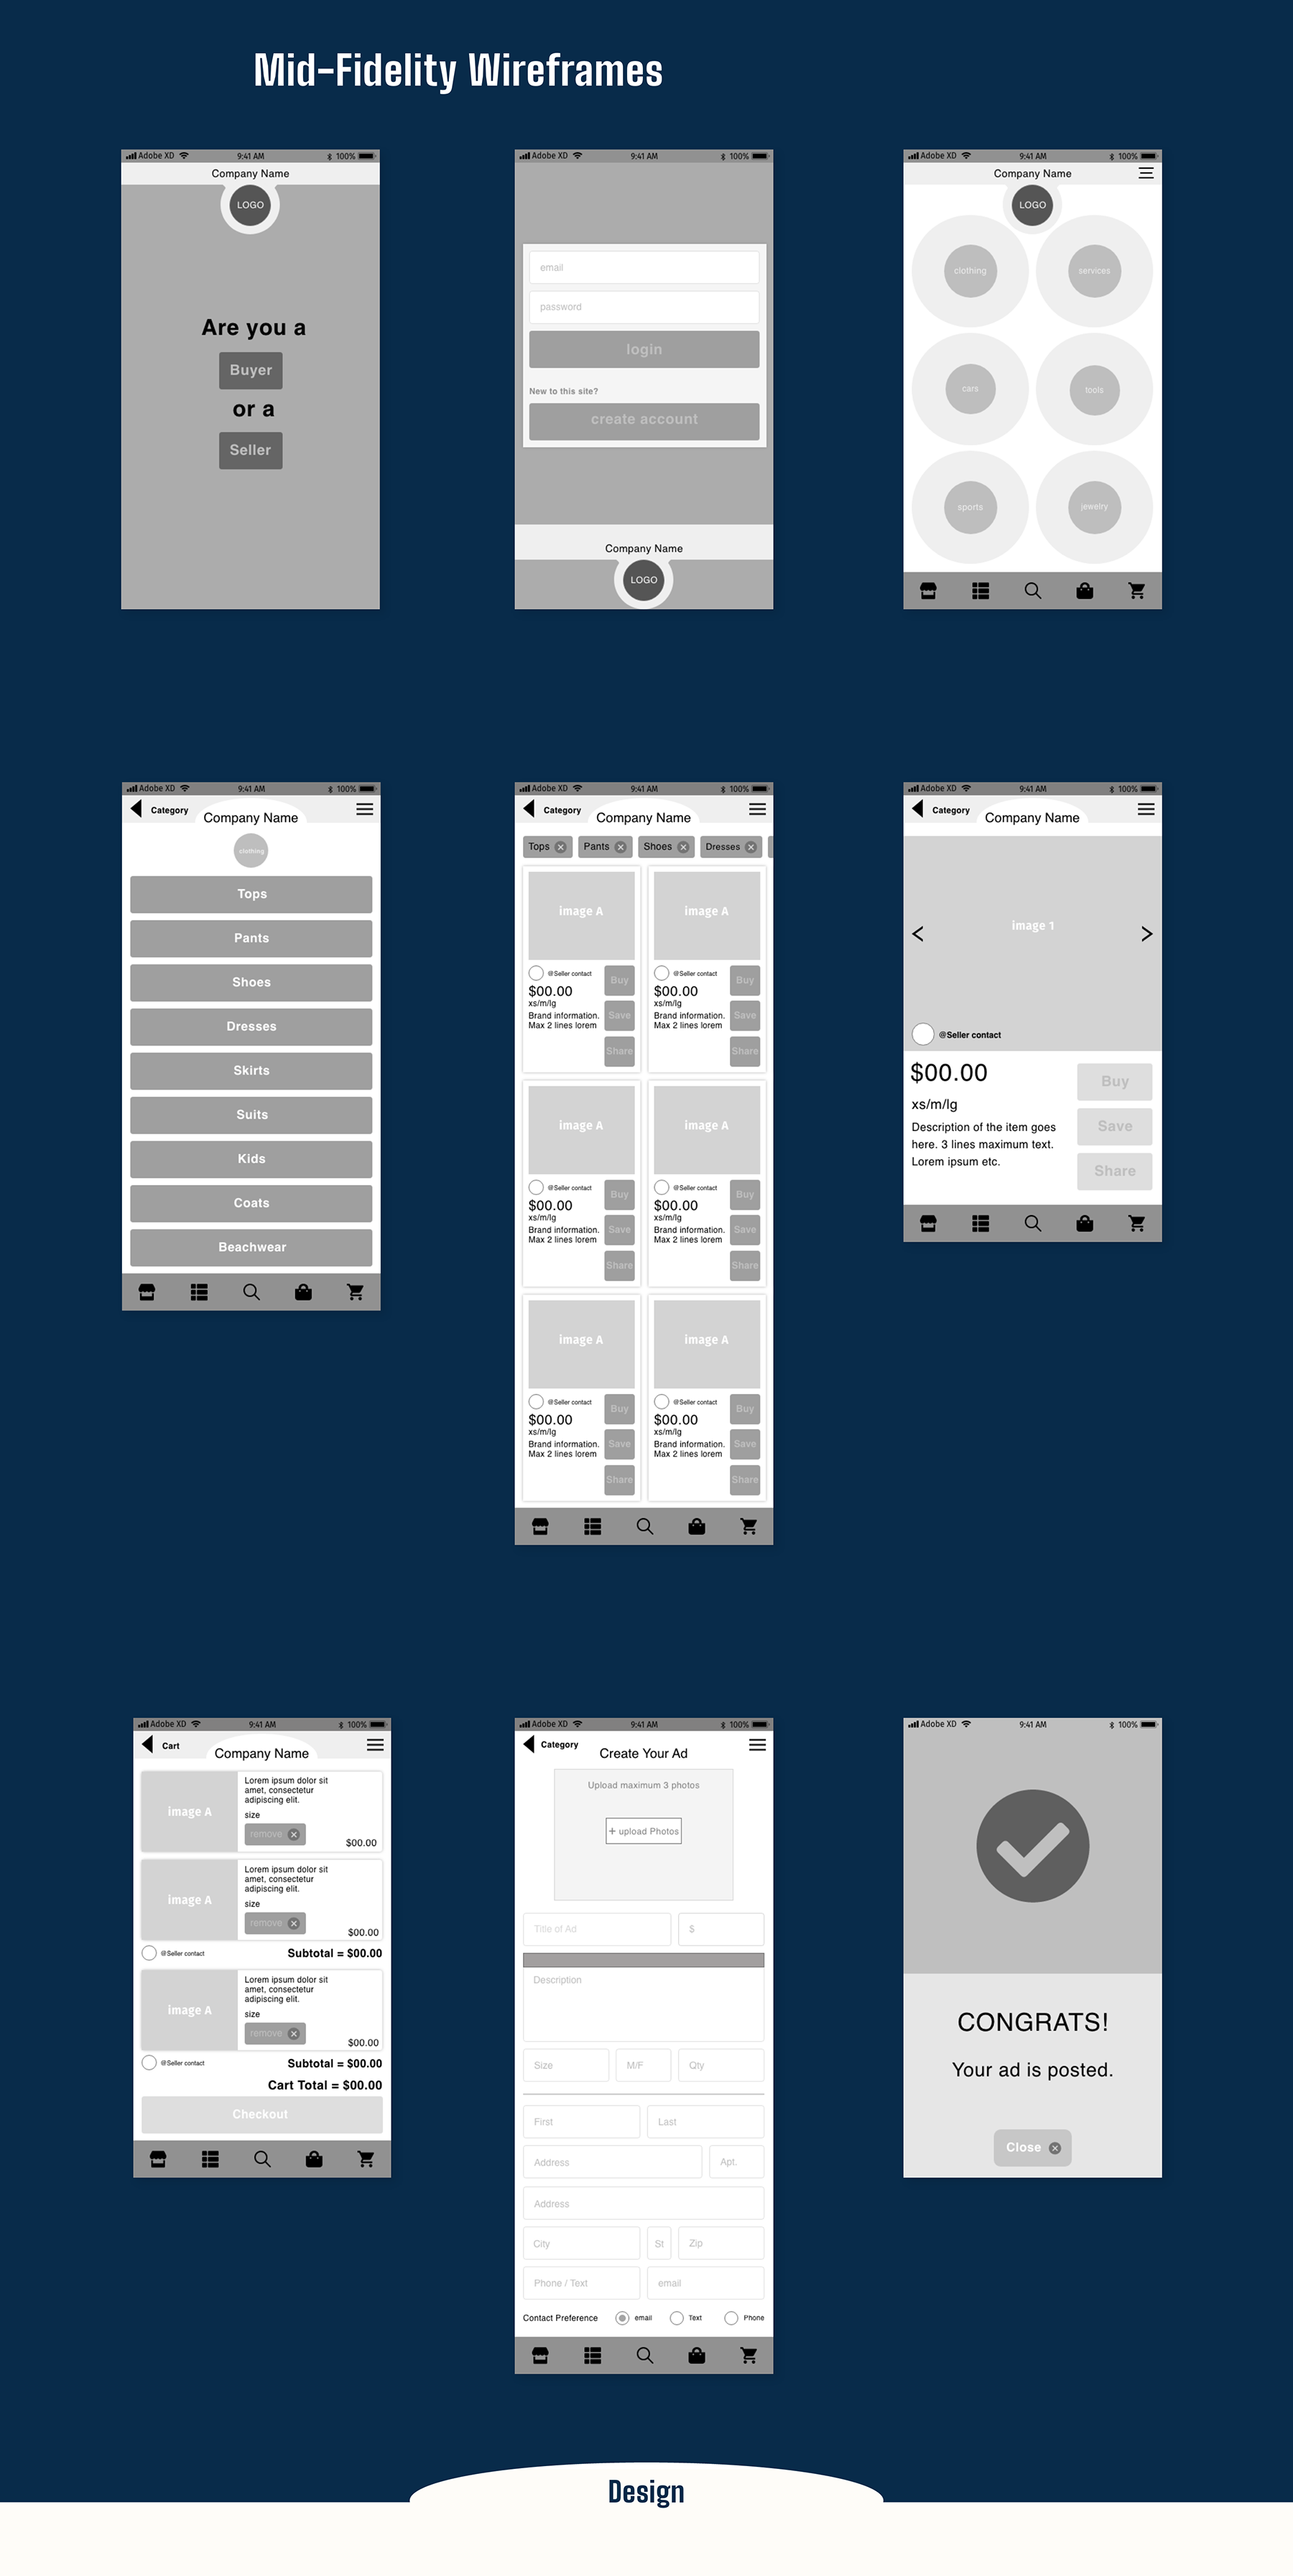 Mid-Fidelity Wireframes
Adobe XD 9:41 AM 100%
Company Name
LOGO
Are you a
Buyer
or a
Seller
Adobe XD 9:41 AM 100%
email
password
login
New to this site?
create account
Company Name
LOGO
Adobe XD 9:41 AM 100%
Company Name
LOGO
clothing services
cars tools
sports jewelry
Adobe XD 9:41 AM 100%
Category Company Name
clothing
Tops
Pants
Shoes
Dresses
Skirts
Suits
Kids
Coats
Beachwear
Adobe XD 9:41 AM 100%
Category Company Name
Tops Pants Shoes Dresses
image A
@Seller contact
$00.00
xs/m/lg
Brand information.
Max 2 lines lorem
Buy
Save
Share
image A
@Seller contact
$00.00
xs/m/lg
Brand information.
Max 2 lines lorem
Buy
Save
Share
image A
@Seller contact
$00.00
xs/m/lg
Brand information.
Max 2 lines lorem
Buy
Save
Share
image A
@Seller contact
$00.00
xs/m/lg
Brand information.
Max 2 lines lorem
Buy
Save
Share
image A
@Seller contact
$00.00
xs/m/lg
Brand information.
Max 2 lines lorem
Buy
Save
Share
image A
@Seller contact
$00.00
xs/m/lg
Brand information.
Max 2 lines lorem
Buy
Save
Share
Adobe XD 9:41 AM 100%
Category Company Name
image 1
@Seller contact
$00.00
xs/m/lg
Description of the item goes
here. 3 lines maximum text.
Lorem ipsum etc.
Buy
Save
Share
Adobe XD 9:41 AM 100%
Cart Company Name
image A
Lorem ipsum dolor sit
amet, consectetur
adipiscing elit.
size
remove
$00.00
image A
Lorem ipsum dolor sit
amet, consectetur
adipiscing elit.
size
remove
$00.00
@Seller contact Subtotal = $00.00
image A
Lorem ipsum dolor sit
amet, consectetur
adipiscing elit.
size
remove
$00.00
@Seller contact Subtotal = $00.00
Cart Total = $00.00
Checkout
Adobe XD 9:41 AM 100%
Category Create Your Ad
Upload maximum 3 photos
+ upload Photos
Title of Ad $
Description
Size M/F Qty
First Last
Address Apt.
Address
City St Zip
Phone / Text email
Contact Preference email Text Phone
Adobe XD 9:41 AM 100%
CONGRATS!
Your ad is posted.
Close
Design